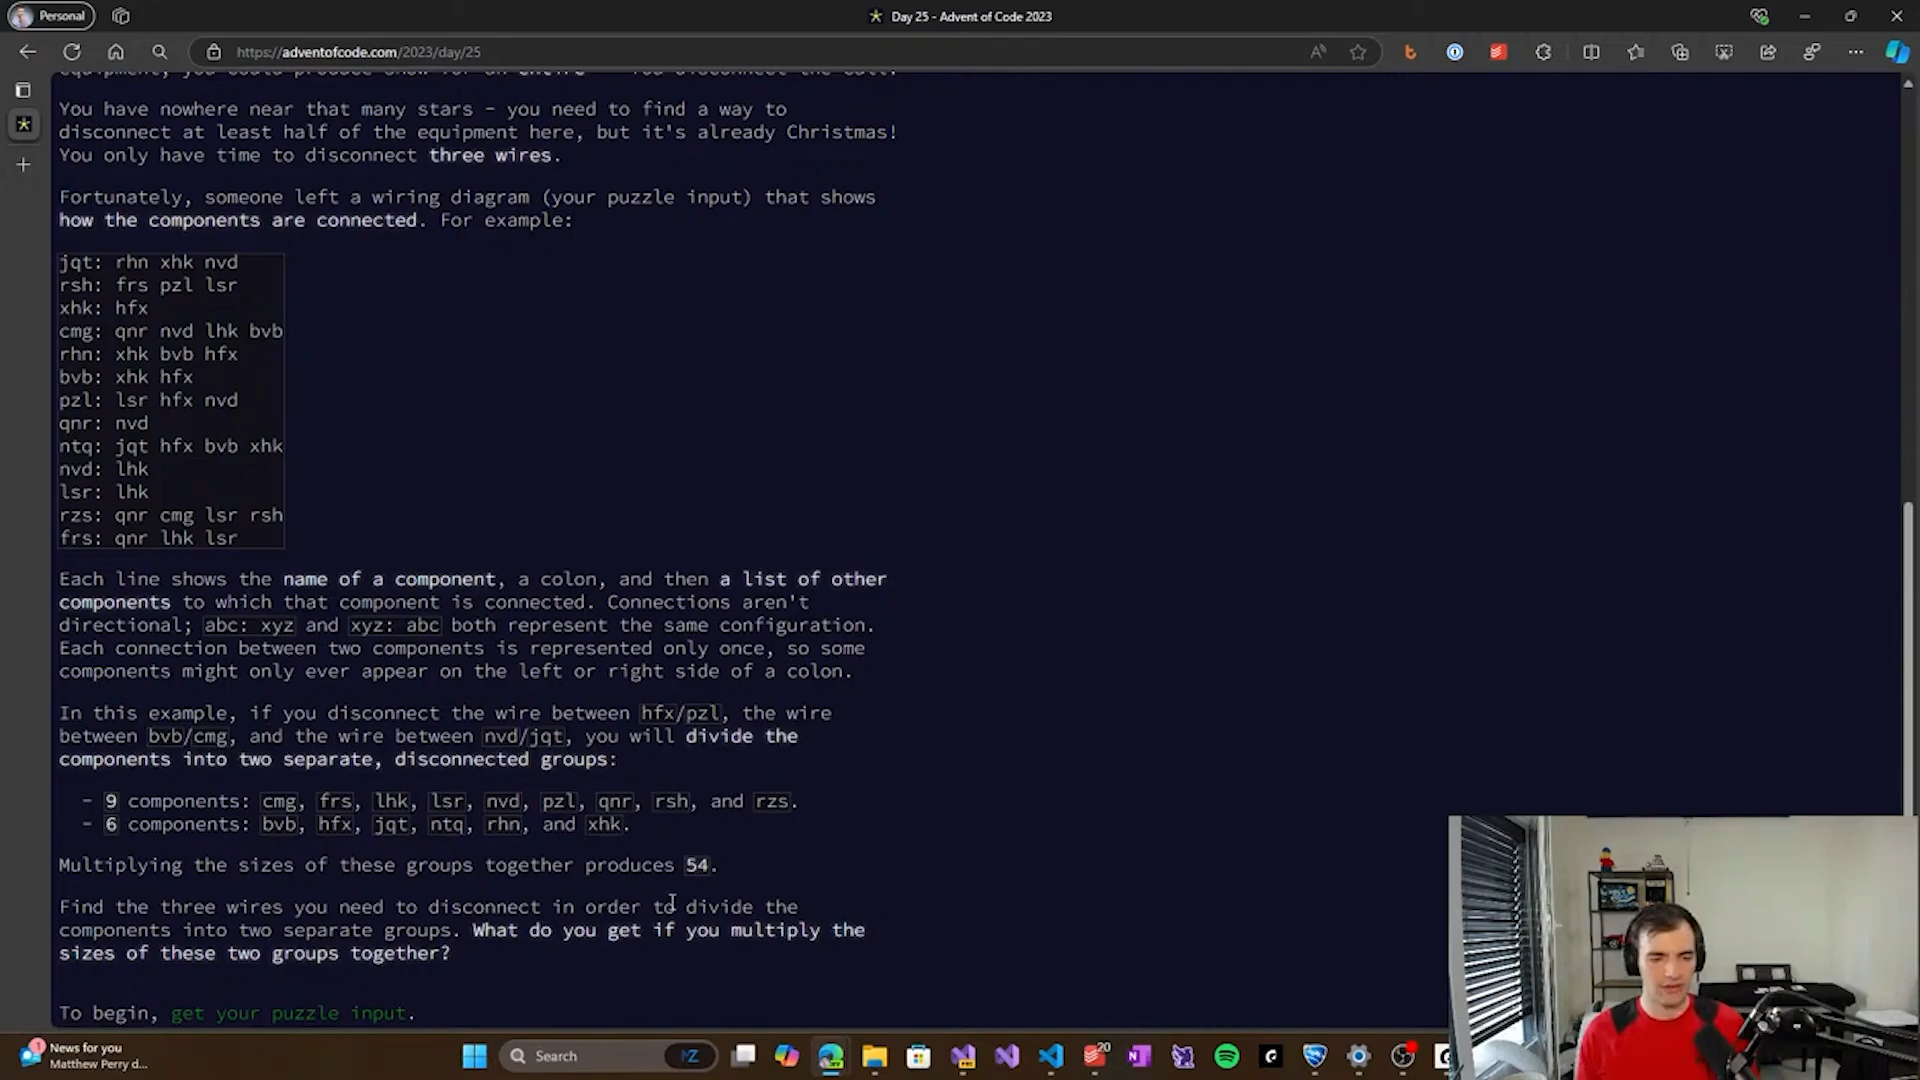 Personal
Day 25 - Advent of Code 2023
https://adventofcode.com/2023/day/25
You have nowhere near that many stars - you need to find a way to
disconnect at least half of the equipment here, but it's already Christmas!
You only have time to disconnect three wires.
Fortunately, someone left a wiring diagram (your puzzle input) that shows
how the components are connected. For example:
jqt: rhn xhk nvd
rsh: frs pzl lsr
xhk: hfx
cmg: qnr nvd lhk bvb
rhn: xhk bvb hfx
bvb: xhk hfx
pzl: lsr hfx nvd
qnr: nvd
ntq: jqt hfx bvb xhk
nvd: lhk
lsr: lhk
rzs: qnr cmg lsr rsh
frs: qnr lhk lsr
Each line shows the name of a component, a colon, and then a list of other
components to which that component is connected. Connections aren't
directional; abc: xyz and xyz: abc both represent the same configuration.
Each connection between two components is represented only once, so some
components might only ever appear on the left or right side of a colon.
In this example, if you disconnect the wire between hfx/pzl, the wire
between bvb/cmg, and the wire between nvd/jqt, you will divide the
components into two separate, disconnected groups:
- 9 components: cmg, frs, lhk, lsr, nvd, pzl, qnr, rsh, and rzs.
- 6 components: bvb, hfx, jqt, ntq, rhn, and xhk.
Multiplying the sizes of these groups together produces 54.
Find the three wires you need to disconnect in order to divide the
components into two separate groups. What do you get if you multiply the
sizes of these two groups together?
To begin, get your puzzle input.
1
News for you
Matthew Perry d...
Search
MZ
20